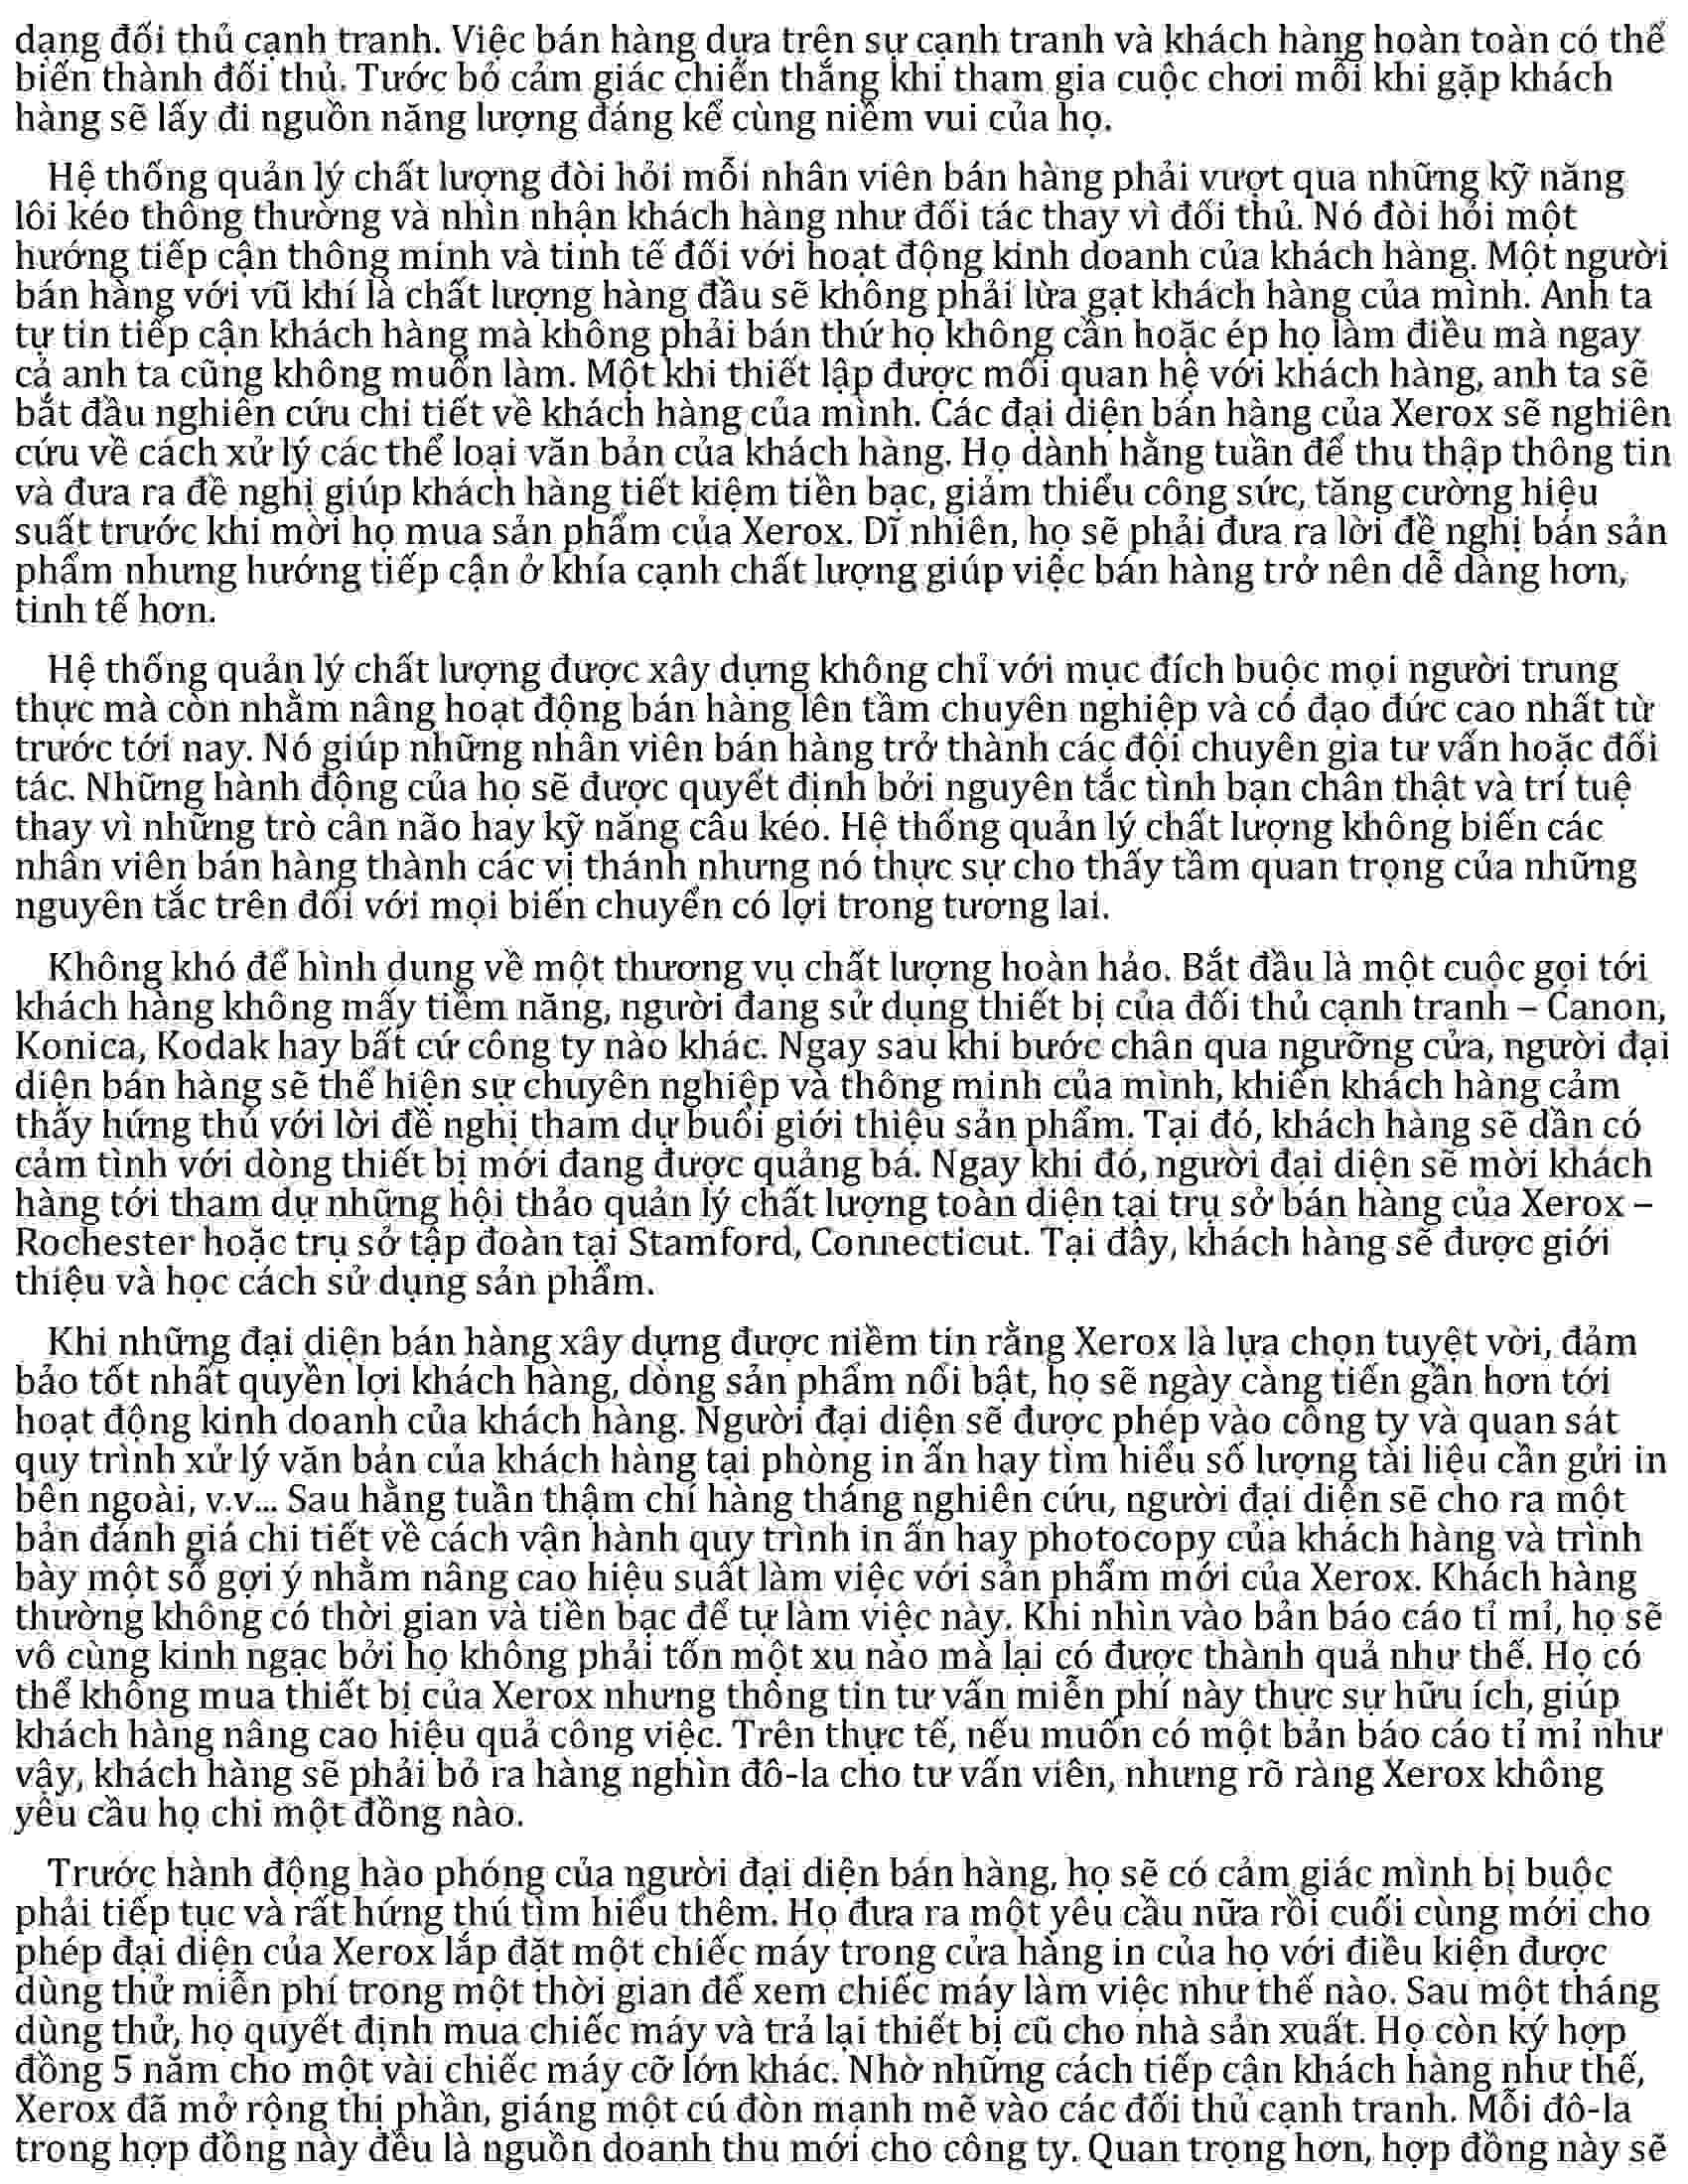 dạng đối thủ cạnh tranh. Việc bán hàng dựa trên sự cạnh tranh và khách hàng hoàn toàn có thể
biến thành đối thủ. Tước bỏ cảm giác chiến thắng khi tham gia cuộc chơi mỗi khi gặp khách
hàng sẽ lấy đi nguồn năng lượng đáng kể cùng niềm vui của họ.
Hệ thống quản lý chất lượng đòi hỏi mỗi nhân viên bán hàng phải vượt qua những kỹ năng
lôi kéo thông thường và nhìn nhận khách hàng như đối tác thay vì đối thủ. Nó đòi hỏi một
hướng tiếp cận thông minh và tinh tế đối với hoạt động kinh doanh của khách hàng. Một người
bán hàng với vũ khí là chất lượng hàng đầu sẽ không phải lừa gạt khách hàng của mình. Anh ta
tự tin tiếp cận khách hàng mà không phải bán thứ họ không cần hoặc ép họ làm điều mà ngay
cả anh ta cũng không muốn làm. Một khi thiết lập được mối quan hệ với khách hàng, anh ta sẽ
bắt đầu nghiên cứu chi tiết về khách hàng của mình. Các đại diện bán hàng của Xerox sẽ nghiên
cứu về cách xử lý các thể loại văn bản của khách hàng. Họ dành hằng tuần để thu thập thông tin
và đưa ra đề nghị giúp khách hàng tiết kiệm tiền bạc, giảm thiểu công sức, tăng cường hiệu
suất trước khi mời họ mua sản phẩm của Xerox. Dĩ nhiên, họ sẽ phải đưa ra lời đề nghị bán sản
phẩm nhưng hướng tiếp cận ở khía cạnh chất lượng giúp việc bán hàng trở nên dễ dàng hơn,
tinh tế hơn.
Hệ thống quản lý chất lượng được xây dựng không chỉ với mục đích buộc mọi người trung
thực mà còn nhằm nâng hoạt động bán hàng lên tầm chuyên nghiệp và có đạo đức cao nhất từ
trước tới nay. Nó giúp những nhân viên bán hàng trở thành các đội chuyên gia tư vấn hoặc đối
tác. Những hành động của họ sẽ được quyết định bởi nguyên tắc tình bạn chân thật và trí tuệ
thay vì những trò cân não hay kỹ năng câu kéo. Hệ thống quản lý chất lượng không biến các
nhân viên bán hàng thành các vị thánh nhưng nó thực sự cho thấy tầm quan trọng của những
nguyên tắc trên đối với mọi biến chuyển có lợi trong tương lai.
Không khó để hình dung về một thương vụ chất lượng hoàn hảo. Bắt đầu là một cuộc gọi tới
khách hàng không mấy tiềm năng, người đang sử dụng thiết bị của đối thủ cạnh tranh – Canon,
Konica, Kodak hay bất cứ công ty nào khác. Ngay sau khi bước chân qua ngưỡng cửa, người đại
diện bán hàng sẽ thể hiện sự chuyên nghiệp và thông minh của mình, khiến khách hàng cảm
thấy hứng thú với lời đề nghị tham dự buổi giới thiệu sản phẩm. Tại đó, khách hàng sẽ dần có
cảm tình với dòng thiết bị mới đang được quảng bá. Ngay khi đó, người đại diện sẽ mời khách
hàng tới tham dự những hội thảo quản lý chất lượng toàn diện tại trụ sở bán hàng của Xerox –
Rochester hoặc trụ sở tập đoàn tại Stamford, Connecticut. Tại đây, khách hàng sẽ được giới
thiệu và học cách sử dụng sản phẩm.
Khi những đại diện bán hàng xây dựng được niềm tin rằng Xerox là lựa chọn tuyệt vời, đảm
bảo tốt nhất quyền lợi khách hàng, dòng sản phẩm nổi bật, họ sẽ ngày càng tiến gần hơn tới
hoạt động kinh doanh của khách hàng. Người đại diện sẽ được phép vào công ty và quan sát
quy trình xử lý văn bản của khách hàng tại phòng in ấn hay tìm hiểu số lượng tài liệu cần gửi in
bên ngoài, v.v... Sau hằng tuần thậm chí hàng tháng nghiên cứu, người đại diện sẽ cho ra một
bản đánh giá chi tiết về cách vận hành quy trình in ấn hay photocopy của khách hàng và trình
bày một số gợi ý nhằm nâng cao hiệu suất làm việc với sản phẩm mới của Xerox. Khách hàng
thường không có thời gian và tiền bạc để tự làm việc này. Khi nhìn vào bản báo cáo tỉ mỉ, họ sẽ
vô cùng kinh ngạc bởi họ không phải tốn một xu nào mà lại có được thành quả như thế. Họ có
thể không mua thiết bị của Xerox nhưng thông tin tư vấn miễn phí này thực sự hữu ích, giúp
khách hàng nâng cao hiệu quả công việc. Trên thực tế, nếu muốn có một bản báo cáo tỉ mỉ như
vậy, khách hàng sẽ phải bỏ ra hàng nghìn đô-la cho tư vấn viên, nhưng rõ ràng Xerox không
yêu cầu họ chi một đồng nào.
Trước hành động hào phóng của người đại diện bán hàng, họ sẽ có cảm giác mình bị buộc
phải tiếp tục và rất hứng thú tìm hiểu thêm. Họ đưa ra một yêu cầu nữa rồi cuối cùng mới cho
phép đại diện của Xerox lắp đặt một chiếc máy trong cửa hàng in của họ với điều kiện được
dùng thử miễn phí trong một thời gian để xem chiếc máy làm việc như thế nào. Sau một tháng
dùng thử, họ quyết định mua chiếc máy và trả lại thiết bị cũ cho nhà sản xuất. Họ còn ký hợp
đồng 5 năm cho một vài chiếc máy cỡ lớn khác. Nhờ những cách tiếp cận khách hàng như thế,
Xerox đã mở rộng thị phần, giáng một cú đòn mạnh mẽ vào các đối thủ cạnh tranh. Mỗi đô-la
trong hợp đồng này đều là nguồn doanh thu mới cho công ty. Quan trọng hơn, hợp đồng này sẽ